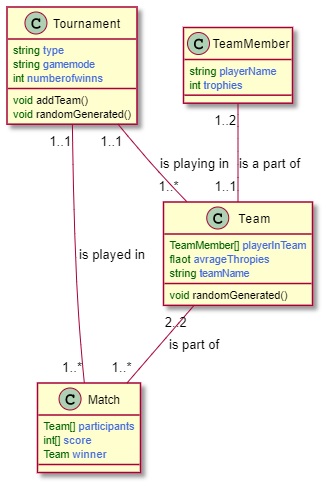 C Tournament
string type
string gamemode
int numberofwinns
void addTeam()
void randomGenerated()
C TeamMember
string playerName
int trophies
1..1
1..1
1..2
is playing in
is a part of
1..*
1..1
C Team
TeamMember[] playerInTeam
flaot avrageThropies
string teamName
void randomGenerated()
is played in
2..2
is part of
1..*
1..*
C Match
Team[] participants
int[] score
Team winner